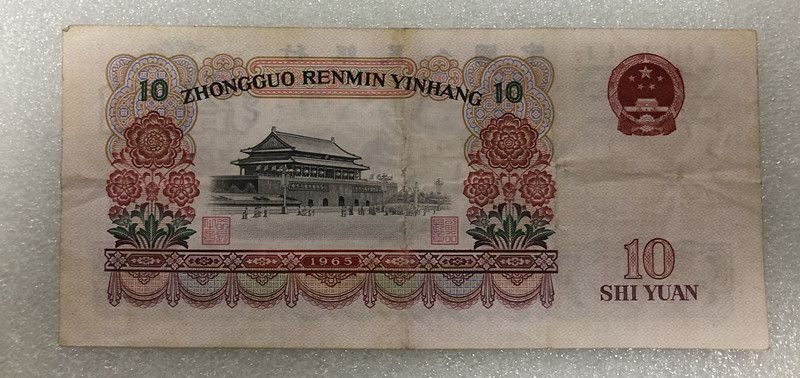 10 ZHONGGUO RENMIN YINHANG 10
1965
10
SHI YUAN